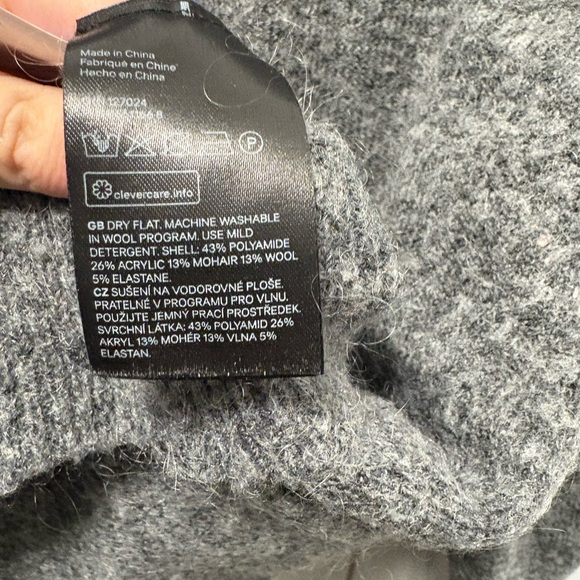 Made in China
Fabriqué en Chine
Hecho en China
127024
P
clevercare.info
GB DRY FLAT. MACHINE WASHABLE
IN WOOL PROGRAM. USE MILD
DETERGENT. SHELL: 43% POLYAMIDE
26% ACRYLIC 13% MOHAIR 13% WOOL
5% ELASTANE.
CZ SUŠENÍ NA VODOROVNÉ PLOŠE.
PRATELNÉ V PROGRAMU PRO VLNU.
POUŽIJTE JEMNÝ PRACÍ PROSTŘEDEK.
SVRCHNÍ LÁTKA: 43% POLYAMID 26%
AKRYL 13% MOHÉR 13% VLNA 5%
ELASTAN.